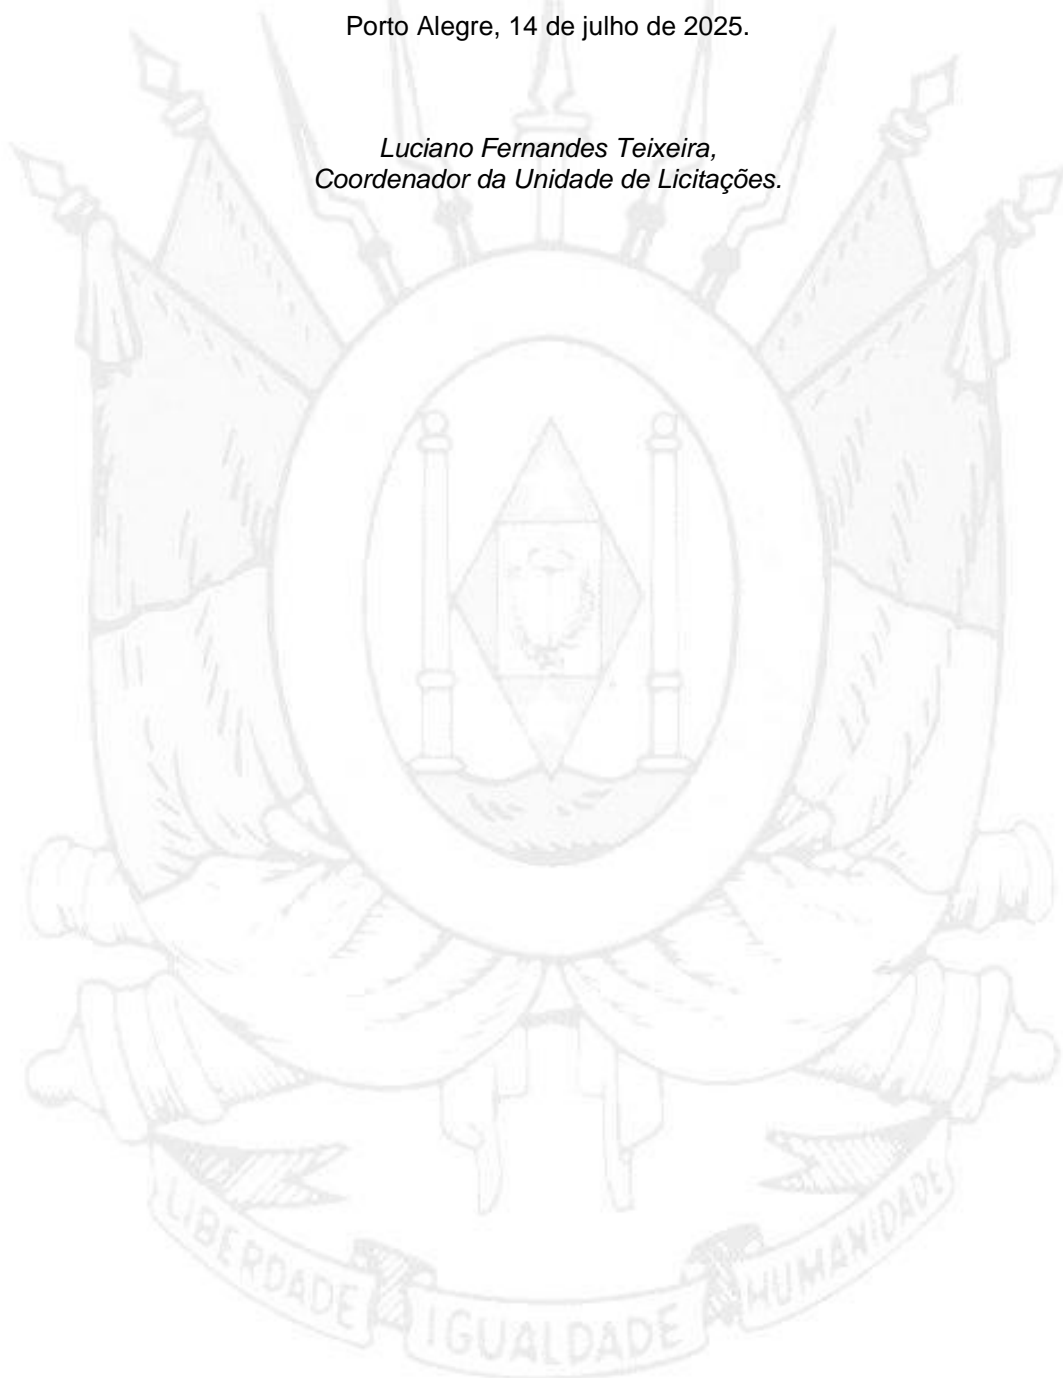 Porto Alegre, 14 de julho de 2025.
Luciano Fernandes Teixeira,
Coordenador da Unidade de Licitações.
LIBERDADE
IGUALDADE
HUMANIDADE